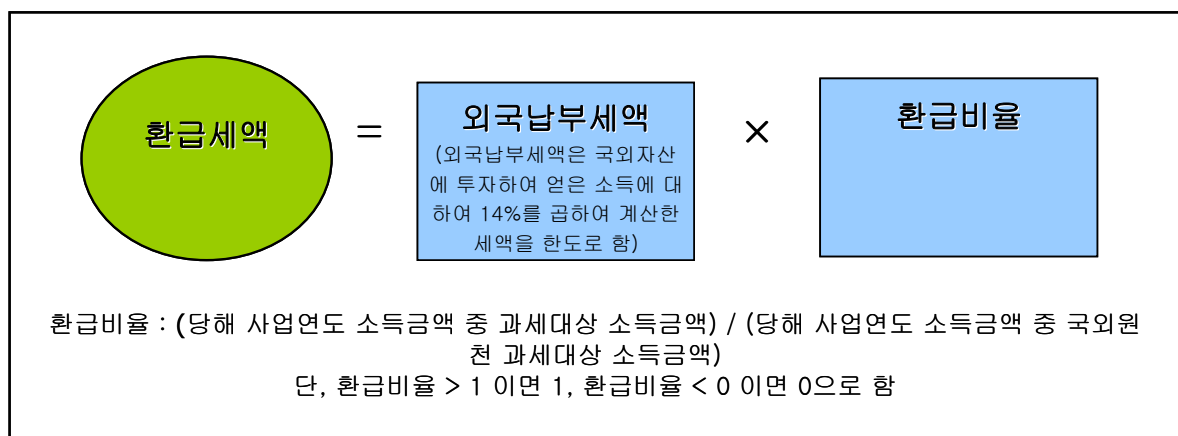 환급세액
=
외국납부세액
(외국납부세액은 국외자산
에 투자하여 얻은 소득에 대
하여 14%를 곱하여 계산한
세액을 한도로 함)
×
환급비율
환급비율 : (당해 사업연도 소득금액 중 과세대상 소득금액) / (당해 사업연도 소득금액 중 국외원
천 과세대상 소득금액)
단, 환급비율 > 1 이면 1, 환급비율 < 0 이면 0으로 함